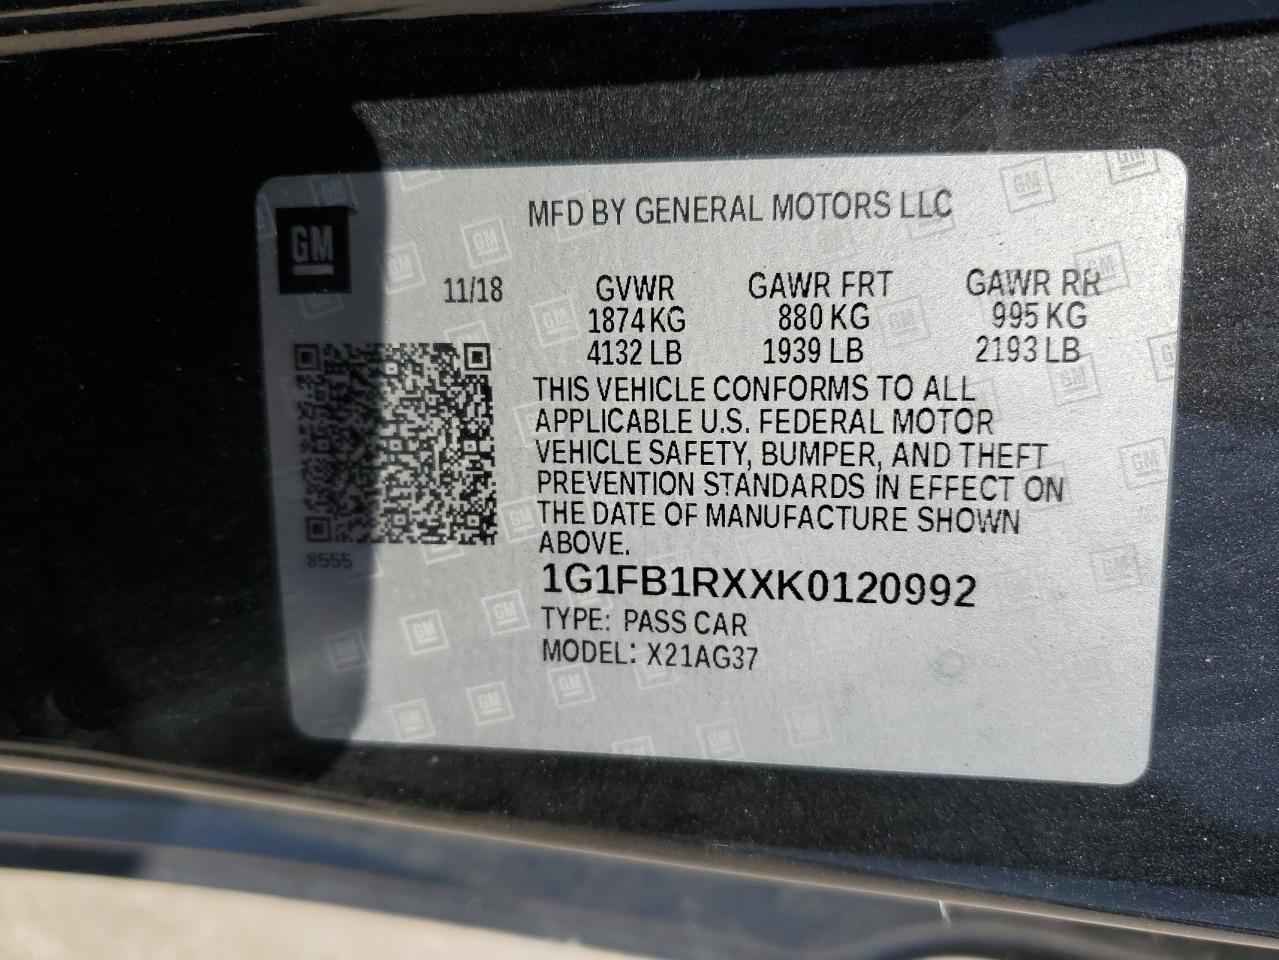 MFD BY GENERAL MOTORS LLC
GM
11/18
GVWR GAWR FRT GAWR RR
1874 KG 880 KG 995 KG
4132 LB 1939 LB 2193 LB
THIS VEHICLE CONFORMS TO ALL
APPLICABLE U.S. FEDERAL MOTOR
VEHICLE SAFETY, BUMPER, AND THEFT
PREVENTION STANDARDS IN EFFECT ON
THE DATE OF MANUFACTURE SHOWN
ABOVE.
8555
1G1FB1RXXK0120992
TYPE: PASS CAR
MODEL: X21AG37